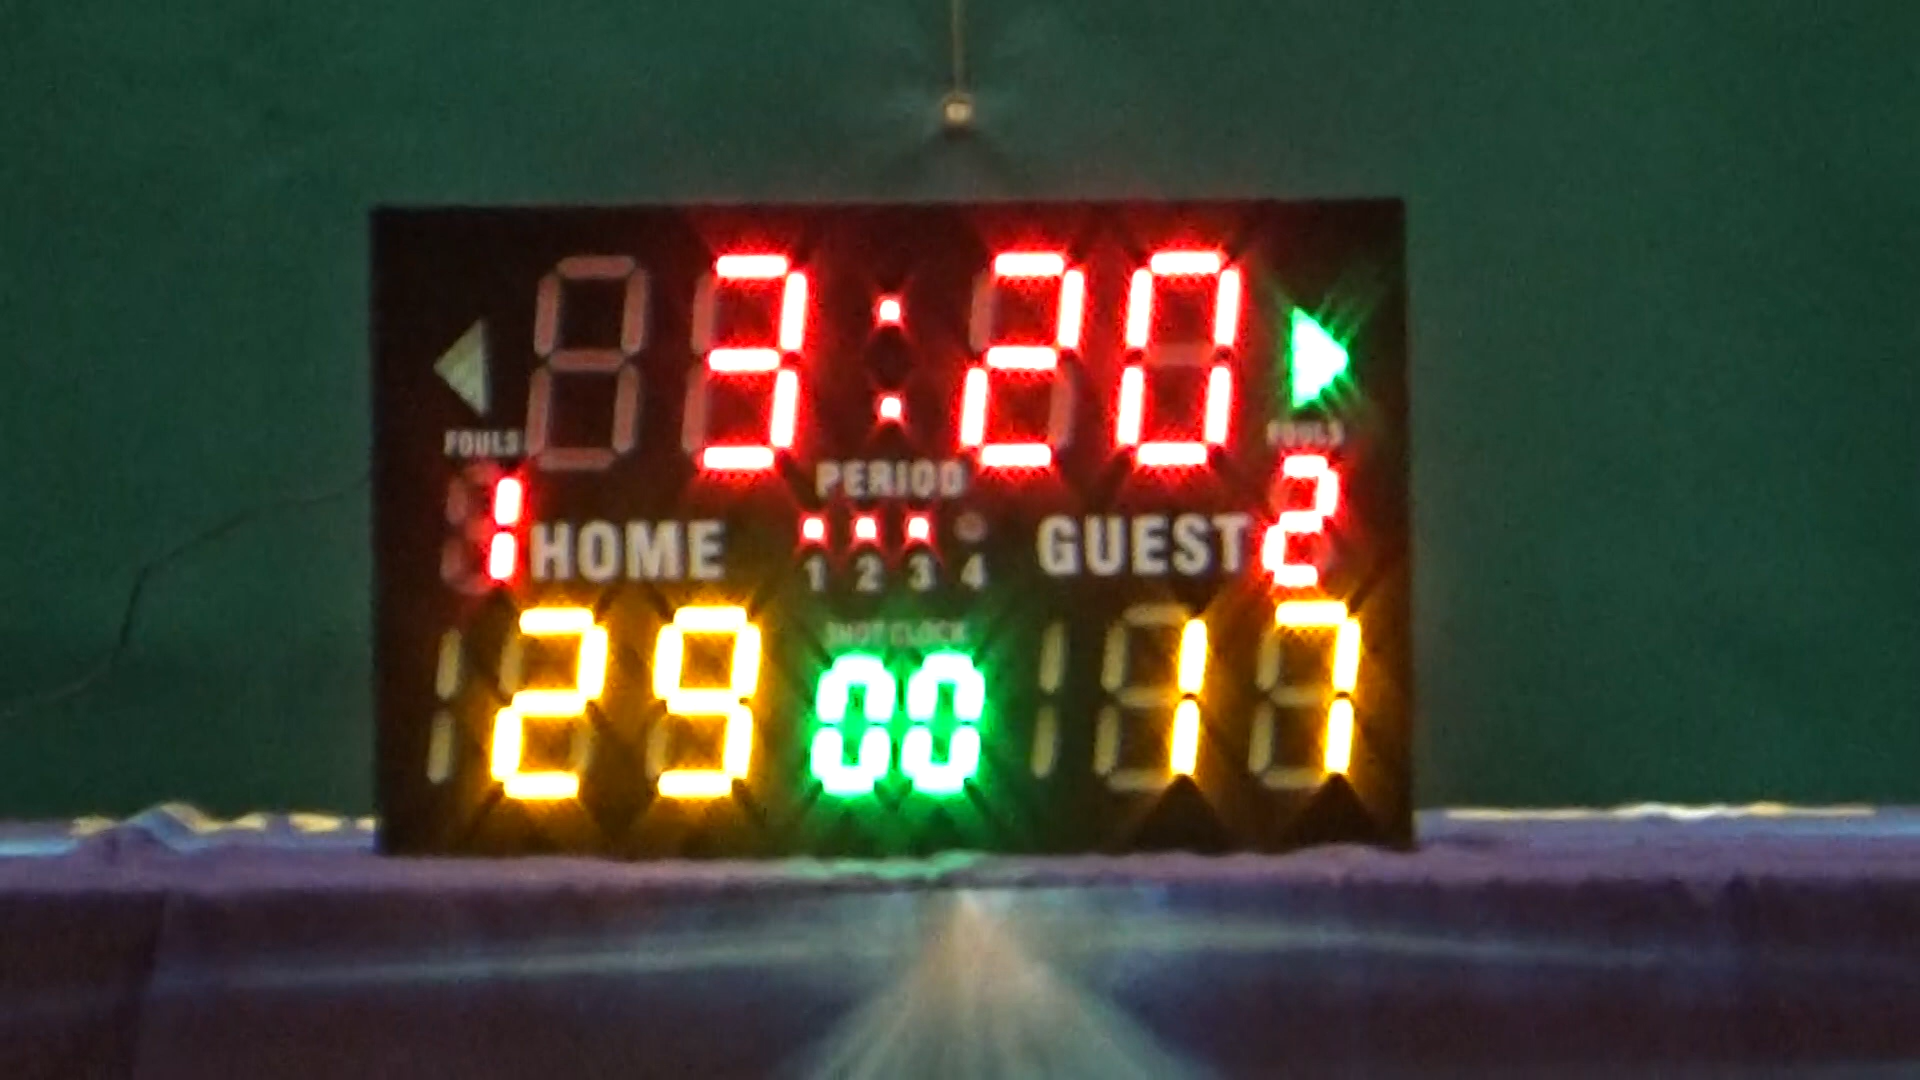 3:20
FOULS
FOULS
PERIOD
1 HOME GUEST 2
1 2 3 4
SHOT CLOCK
29 00 17